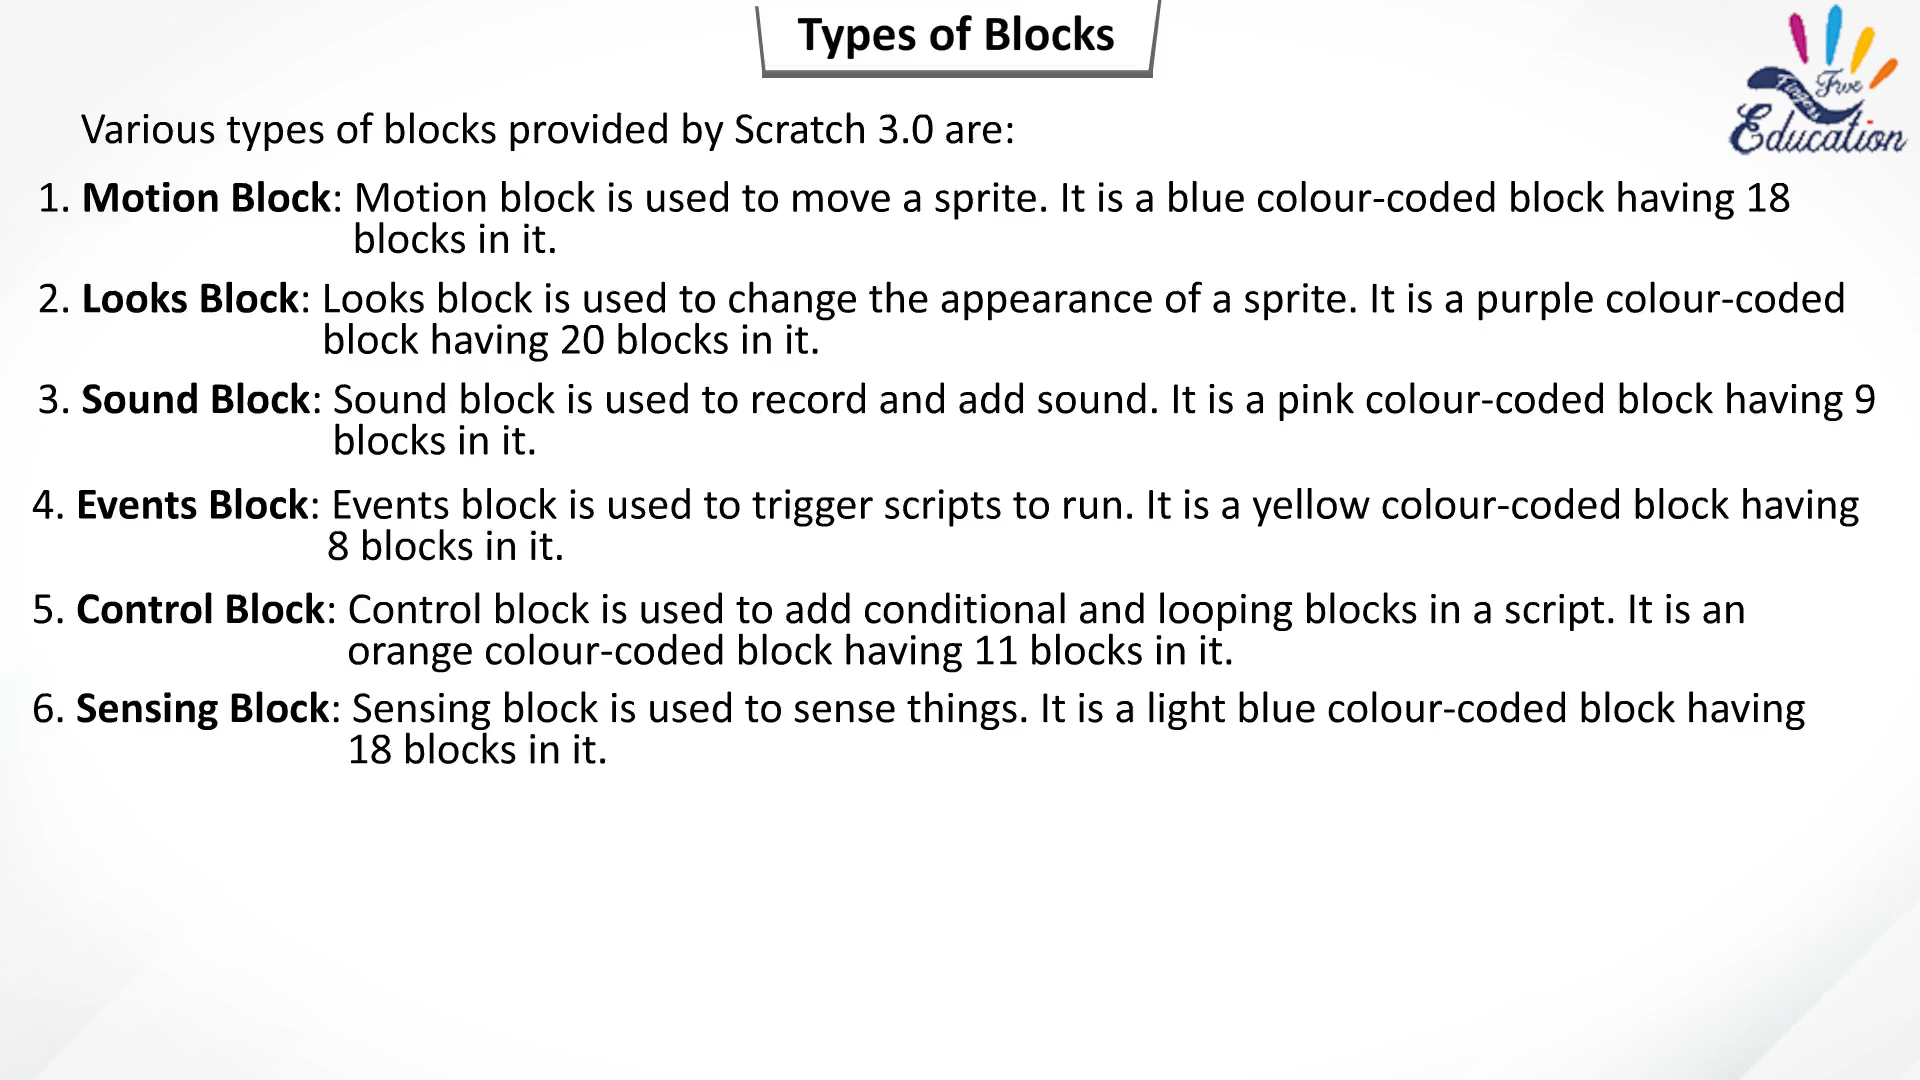 Types of Blocks
Five
Education
Various types of blocks provided by Scratch 3.0 are:
1. Motion Block: Motion block is used to move a sprite. It is a blue colour-coded block having 18
blocks in it.
2. Looks Block: Looks block is used to change the appearance of a sprite. It is a purple colour-coded
block having 20 blocks in it.
3. Sound Block: Sound block is used to record and add sound. It is a pink colour-coded block having 9
blocks in it.
4. Events Block: Events block is used to trigger scripts to run. It is a yellow colour-coded block having
8 blocks in it.
5. Control Block: Control block is used to add conditional and looping blocks in a script. It is an
orange colour-coded block having 11 blocks in it.
6. Sensing Block: Sensing block is used to sense things. It is a light blue colour-coded block having
18 blocks in it.